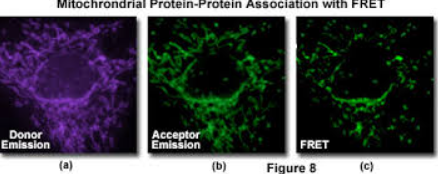 Mitochrondrial Protein-Protein Association with FRET
Donor
Emission
Acceptor
Emission
FRET
(a)
(b)
Figure 8
(c)